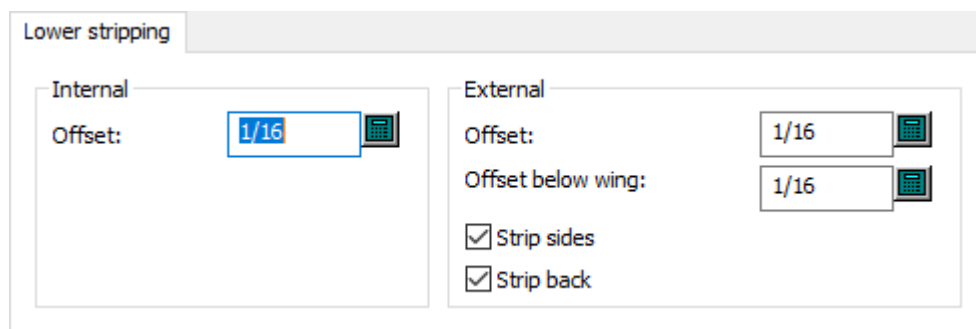 Lower stripping
Internal
Offset: 1/16
External
Offset: 1/16
Offset below wing: 1/16
Strip sides
Strip back